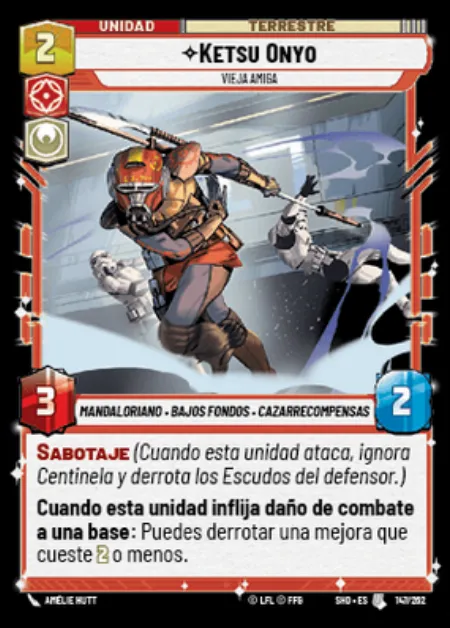 UNIDAD
TERRESTRE
2
✧KETSU ONYO
VIEJA AMIGA
3
MANDALORIANO • BAJOS FONDOS • CAZARRECOMPENSAS
2
SABOTAJE (Cuando esta unidad ataca, ignora
Centinela y derrota los Escudos del defensor.)
Cuando esta unidad inflija daño de combate
a una base: Puedes derrotar una mejora que
cueste 2 o menos.
AMÉLIE HUTT
© LFL © FFG
SHD • ES
147/262